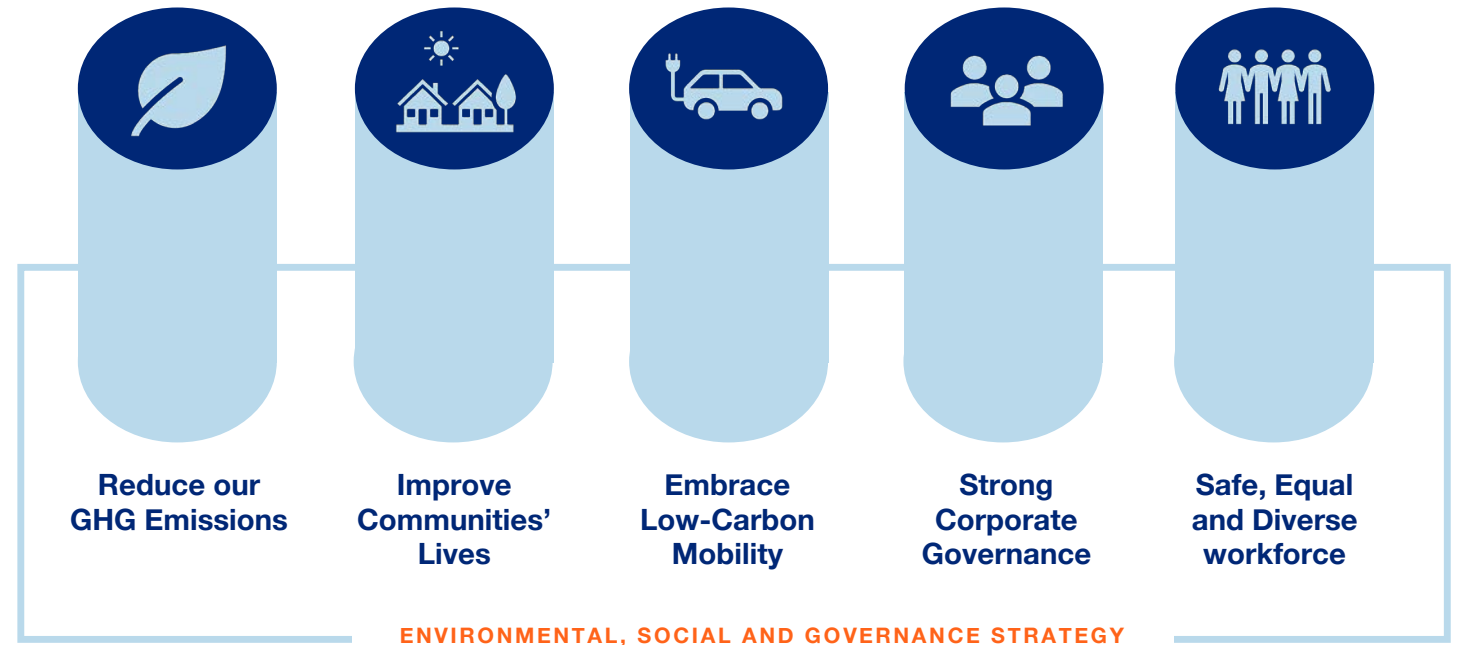 Reduce our
GHG Emissions
Improve
Communities’
Lives
Embrace
Low-Carbon
Mobility
Strong
Corporate
Governance
Safe, Equal
and Diverse
workforce
ENVIRONMENTAL, SOCIAL AND GOVERNANCE STRATEGY